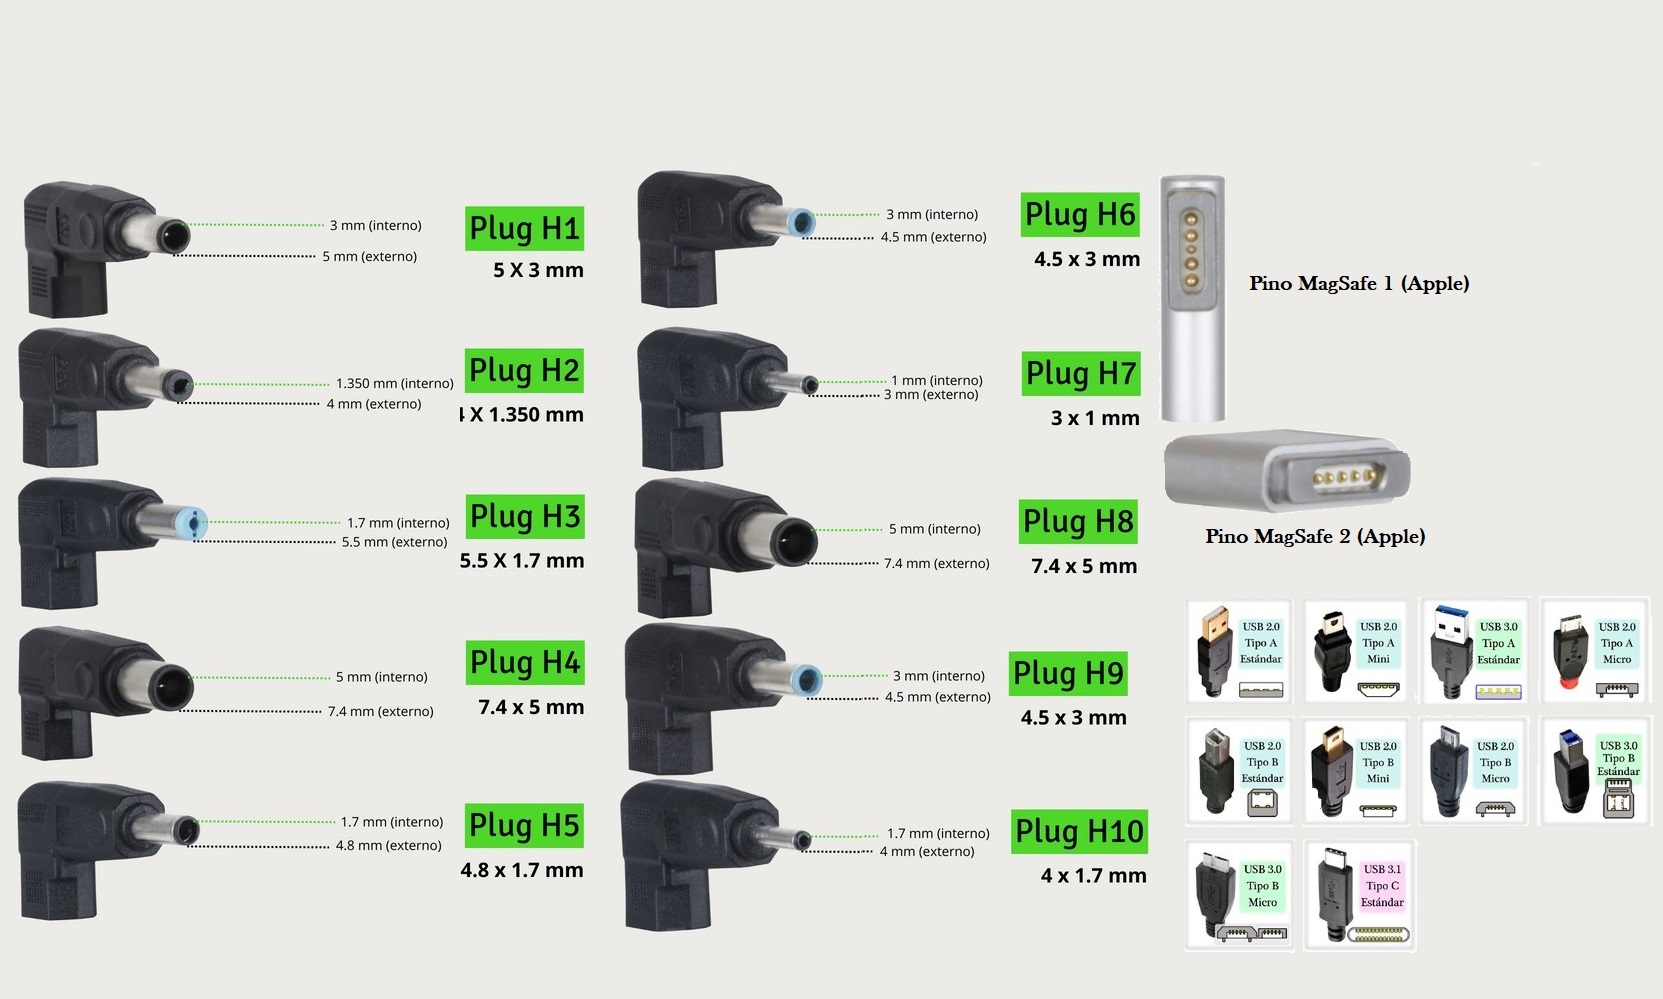 3 mm (interno)
5 mm (externo)
Plug H1
5 X 3 mm
1.350 mm (interno)
4 mm (externo)
Plug H2
4 X 1.350 mm
1.7 mm (interno)
5.5 mm (externo)
Plug H3
5.5 X 1.7 mm
5 mm (interno)
7.4 mm (externo)
Plug H4
7.4 x 5 mm
1.7 mm (interno)
4.8 mm (externo)
Plug H5
4.8 x 1.7 mm
3 mm (interno)
4.5 mm (externo)
Plug H6
4.5 x 3 mm
1 mm (interno)
3 mm (externo)
Plug H7
3 x 1 mm
5 mm (interno)
7.4 mm (externo)
Plug H8
7.4 x 5 mm
3 mm (interno)
4.5 mm (externo)
Plug H9
4.5 x 3 mm
1.7 mm (interno)
4 mm (externo)
Plug H10
4 x 1.7 mm
Pino MagSafe 1 (Apple)
Pino MagSafe 2 (Apple)
USB 2.0
Tipo A
Estándar
USB 2.0
Tipo A
Mini
USB 3.0
Tipo A
Estándar
USB 2.0
Tipo A
Micro
USB 2.0
Tipo B
Estándar
USB 2.0
Tipo B
Mini
USB 2.0
Tipo B
Micro
USB 3.0
Tipo B
Estándar
USB 3.0
Tipo B
Micro
USB 3.1
Tipo C
Estándar